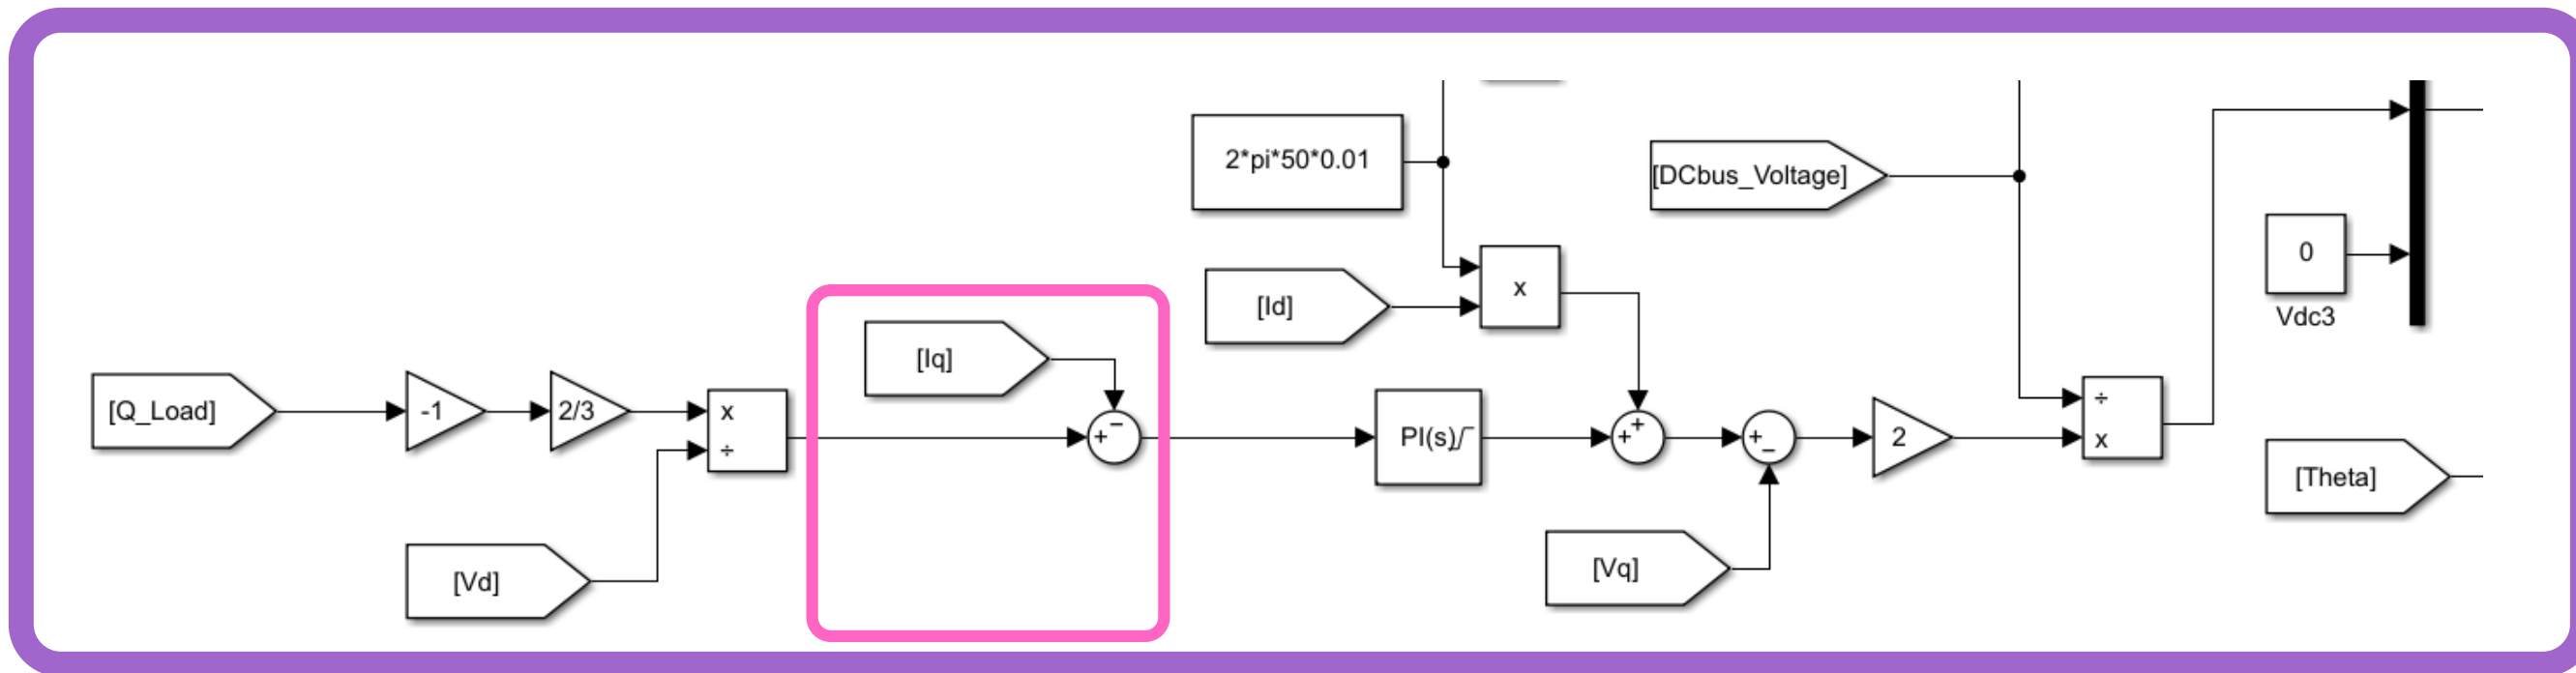 2*pi*50*0.01
[DCbus_Voltage]
0
Vdc3
[Id]
x
[Iq]
[Q_Load]
-1
2/3
x
÷
+
−
PI(s)
+
+
+
−
2
÷
x
[Theta]
[Vd]
[Vq]